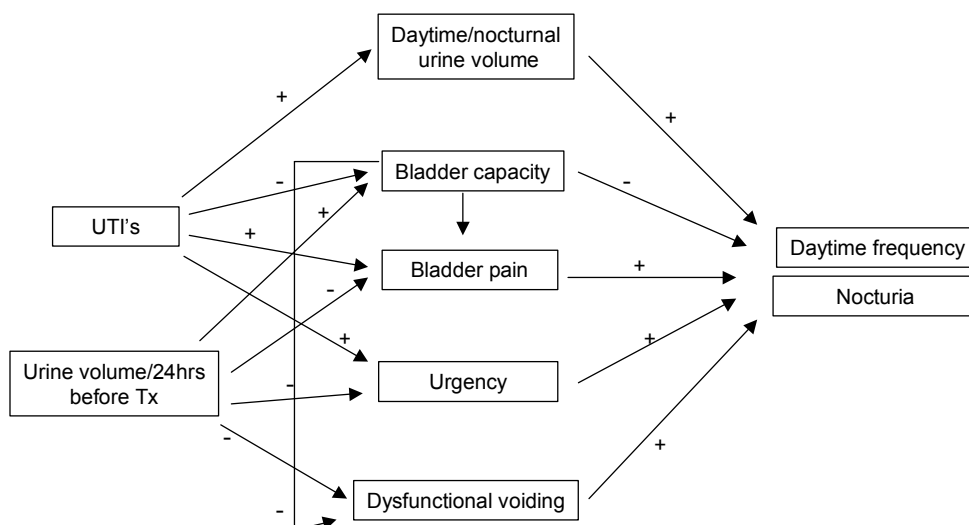 Daytime/nocturnal
urine volume
+
+
Bladder capacity
-
-
+
UTI's
+
Daytime frequency
Bladder pain
+
-
Nocturia
+
+
Urine volume/24hrs
before Tx
Urgency
-
-
+
Dysfunctional voiding
-